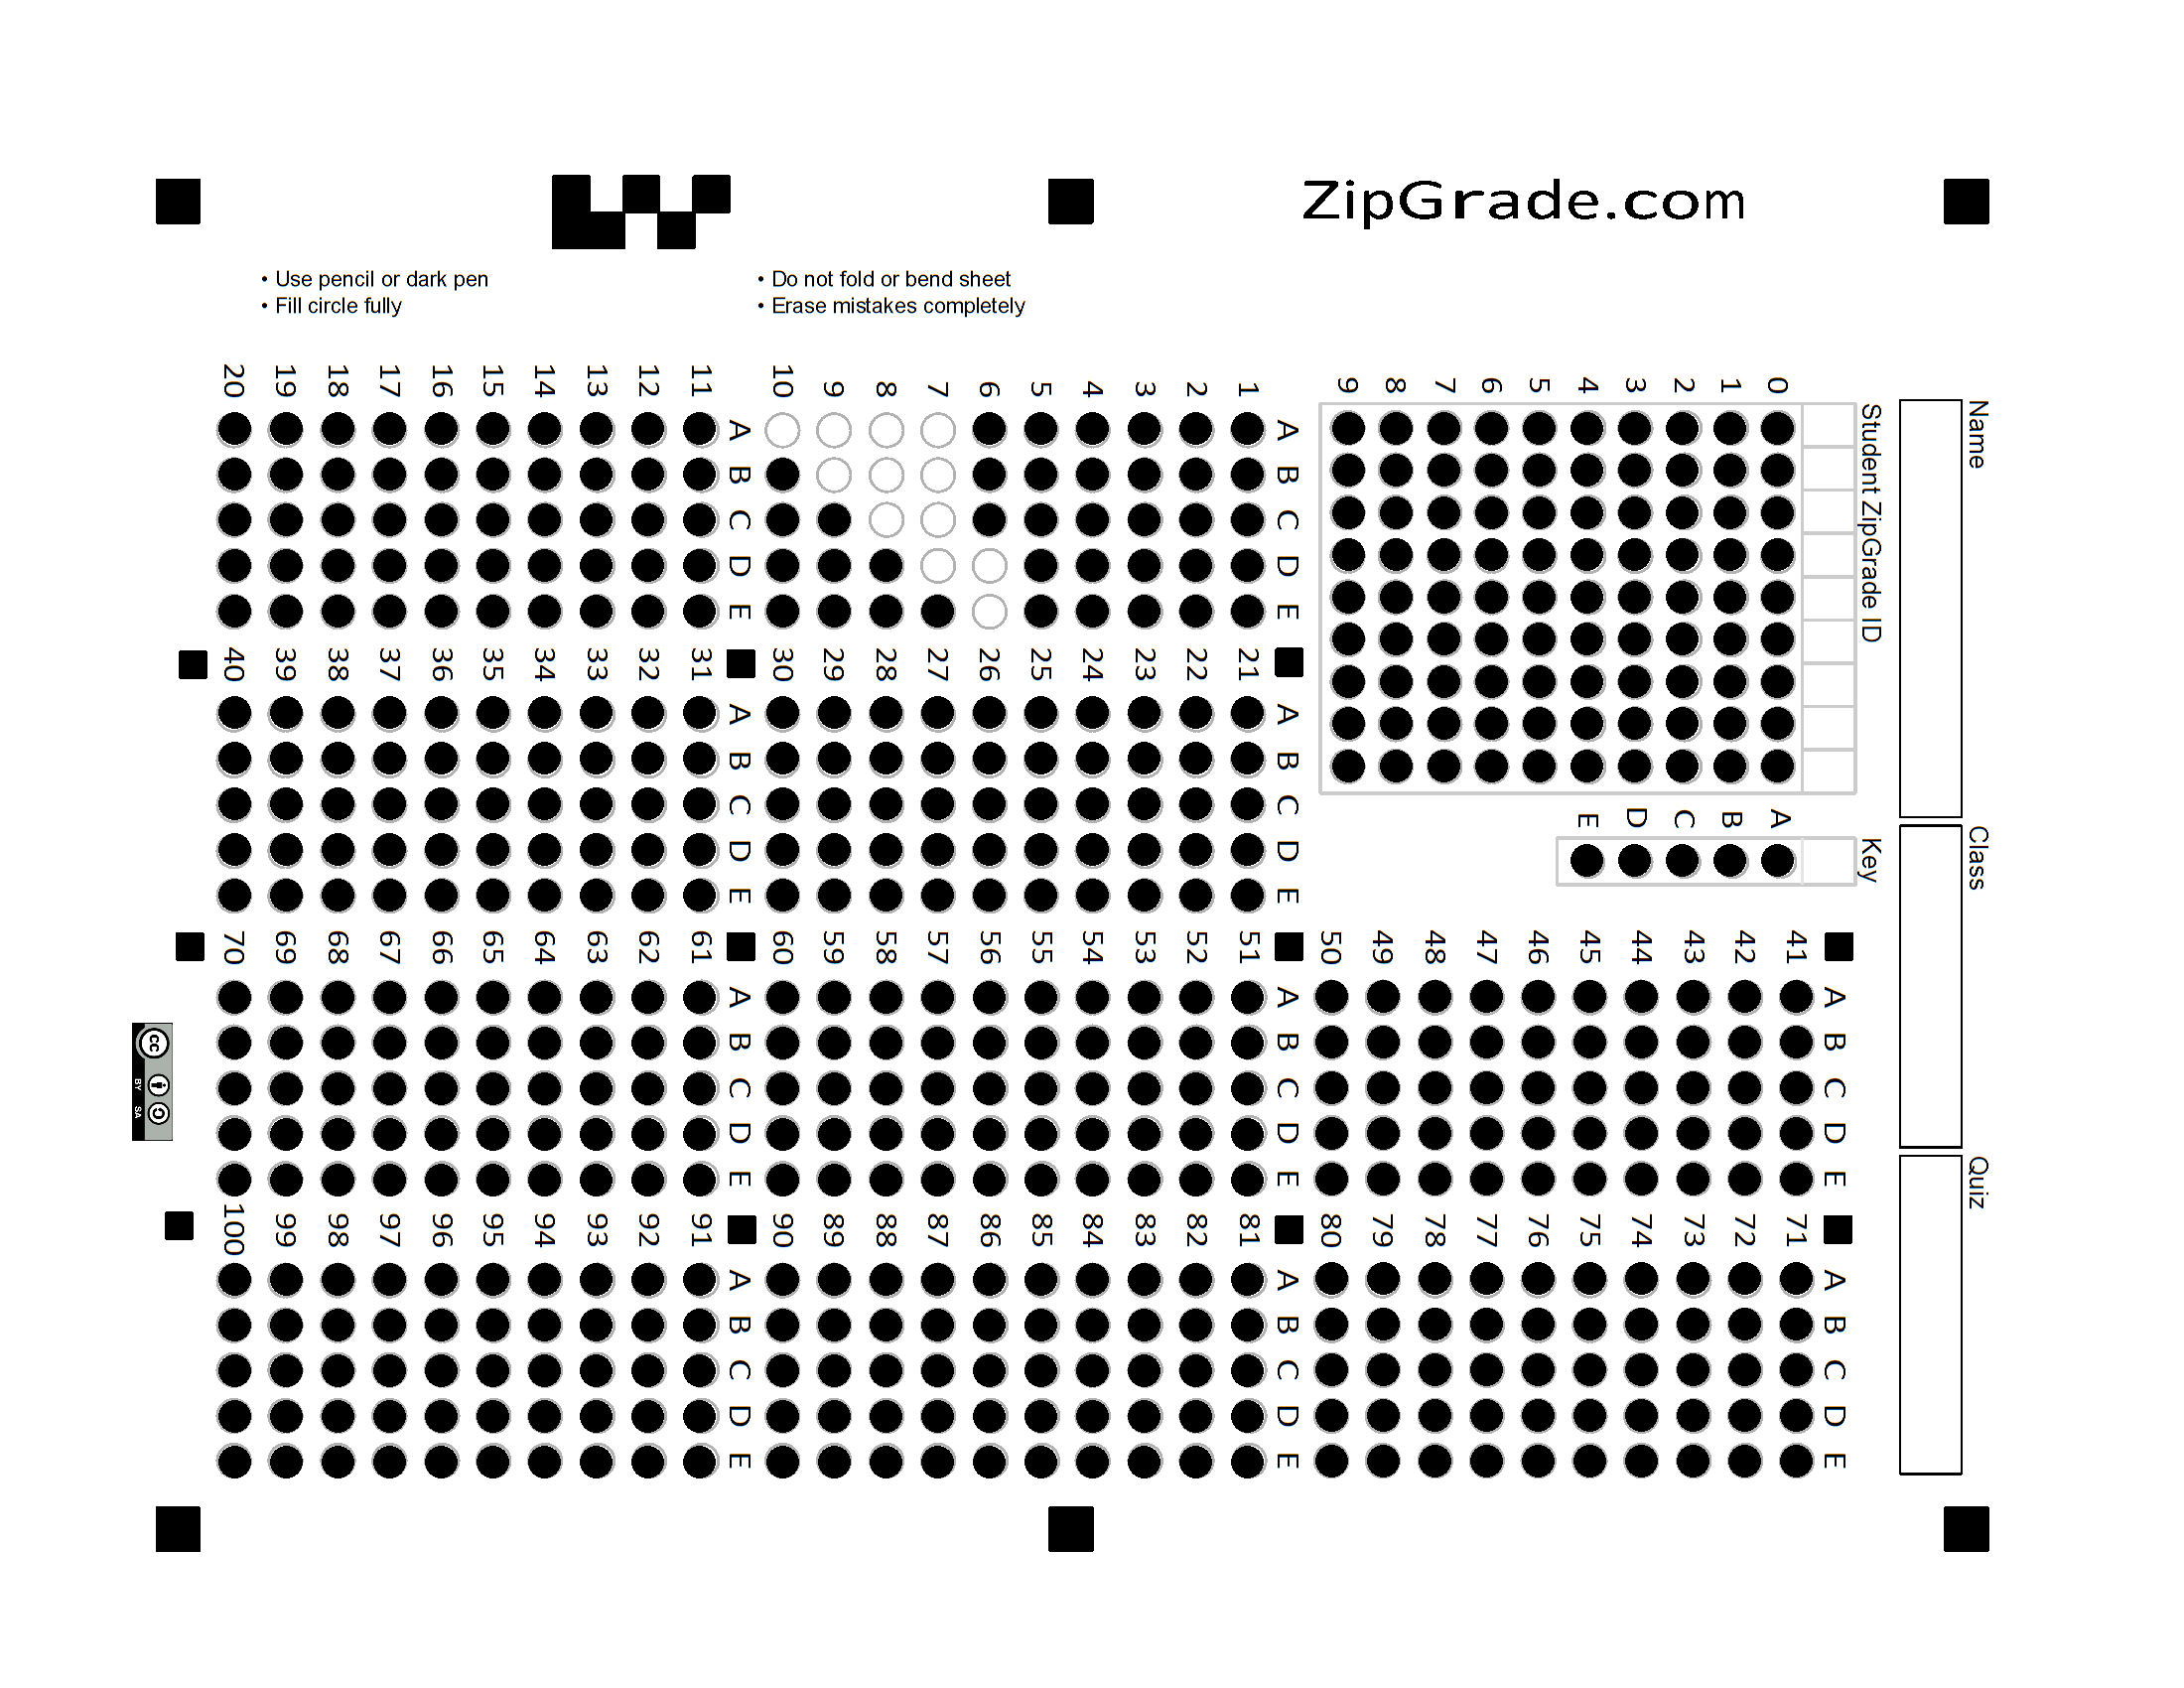 ZipGrade.com
• Use pencil or dark pen
• Fill circle fully
• Do not fold or bend sheet
• Erase mistakes completely
Name
Class
Quiz
Student ZipGrade ID
0 1 2 3 4 5 6 7 8 9
Key
A B C D E
A B C D E
1 2 3 4 5 6 7 8 9 10
A B C D E
11 12 13 14 15 16 17 18 19 20
A B C D E
21 22 23 24 25 26 27 28 29 30
A B C D E
31 32 33 34 35 36 37 38 39 40
A B C D E
41 42 43 44 45 46 47 48 49 50
A B C D E
51 52 53 54 55 56 57 58 59 60
A B C D E
61 62 63 64 65 66 67 68 69 70
A B C D E
71 72 73 74 75 76 77 78 79 80
A B C D E
81 82 83 84 85 86 87 88 89 90
A B C D E
91 92 93 94 95 96 97 98 99 100
cc
BY SA